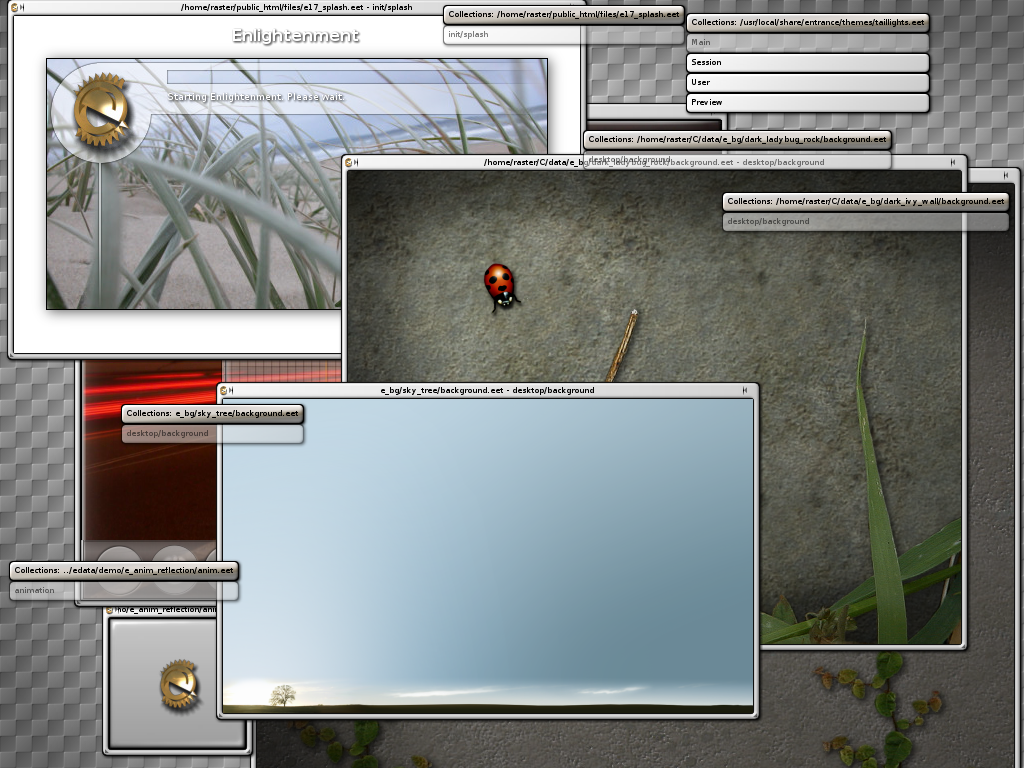 /home/raster/public_html/files/e17_splash.eet - init/splash
Collections: /home/raster/public_html/files/e17_splash.eet
init/splash
Collections: /usr/local/share/entrance/themes/taillights.eet
Main
Session
User
Preview
Enlightenment
Starting Enlightenment. Please wait.
Collections: /home/raster/C/data/e_bg/dark_lady bug_rock/background.eet
desktop/background
/home/raster/C/data/e_bg/dark_lady bug_rock/background.eet - desktop/background
Collections: /home/raster/C/data/e_bg/dark_ivy_wall/background.eet
desktop/background
e_bg/sky_tree/background.eet - desktop/background
Collections: e_bg/sky_tree/background.eet
desktop/background
Collections: ../edata/demo/e_anim_reflection/anim.eet
animation
no/e_anim_reflection/ani